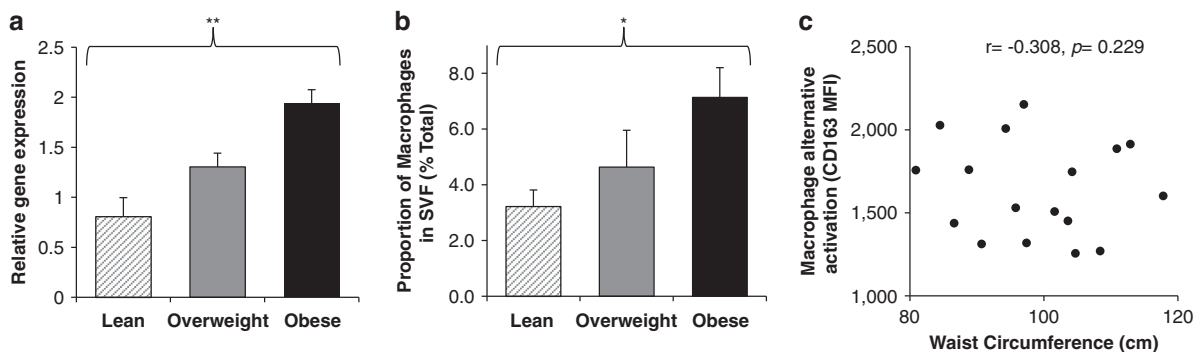 a
**
Relative gene expression
2.5
2
1.5
1
0.5
0
Lean Overweight Obese
b
*
Proportion of Macrophages
in SVF (% Total)
8.0
6.0
4.0
2.0
0.0
Lean Overweight Obese
c
r= -0.308, p= 0.229
Macrophage alternative
activation (CD163 MFI)
2,500
2,000
1,500
1,000
80 100 120
Waist Circumference (cm)